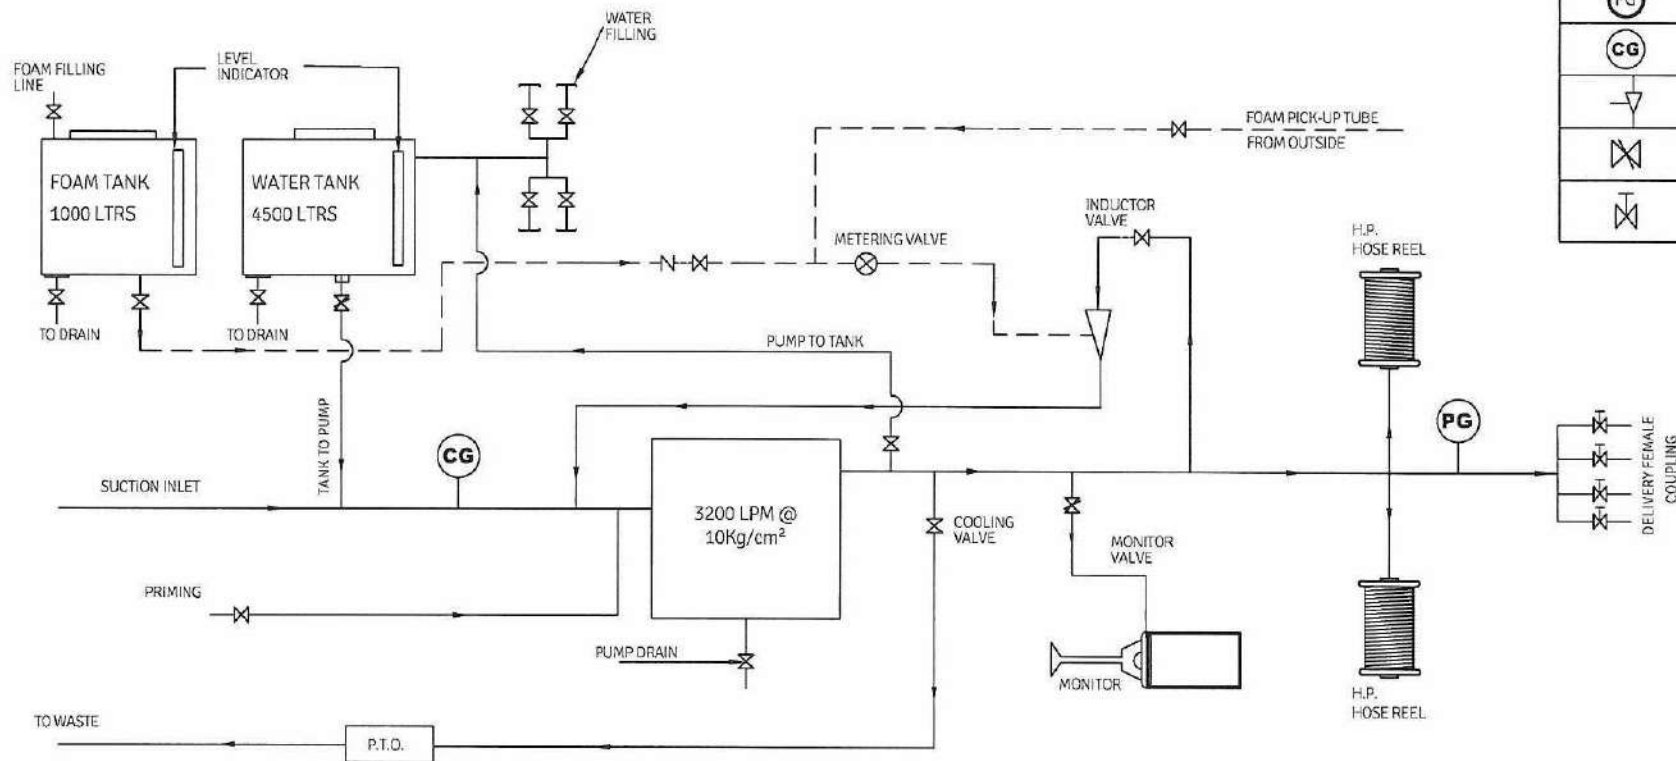 WATER
FILLING
FOAM FILLING
LINE
LEVEL
INDICATOR
CG
FOAM PICK-UP TUBE
FROM OUTSIDE
FOAM TANK
1000 LTRS
WATER TANK
4500 LTRS
INDUCTOR
VALVE
METERING VALVE
H.P.
HOSE REEL
TO DRAIN
TO DRAIN
PUMP TO TANK
TANK TO PUMP
CG
PG
DELIVERY FEMALE
COUPLING
SUCTION INLET
3200 LPM @
10Kg/cm²
COOLING
VALVE
MONITOR
VALVE
PRIMING
PUMP DRAIN
MONITOR
H.P.
HOSE REEL
TO WASTE
P.T.O.